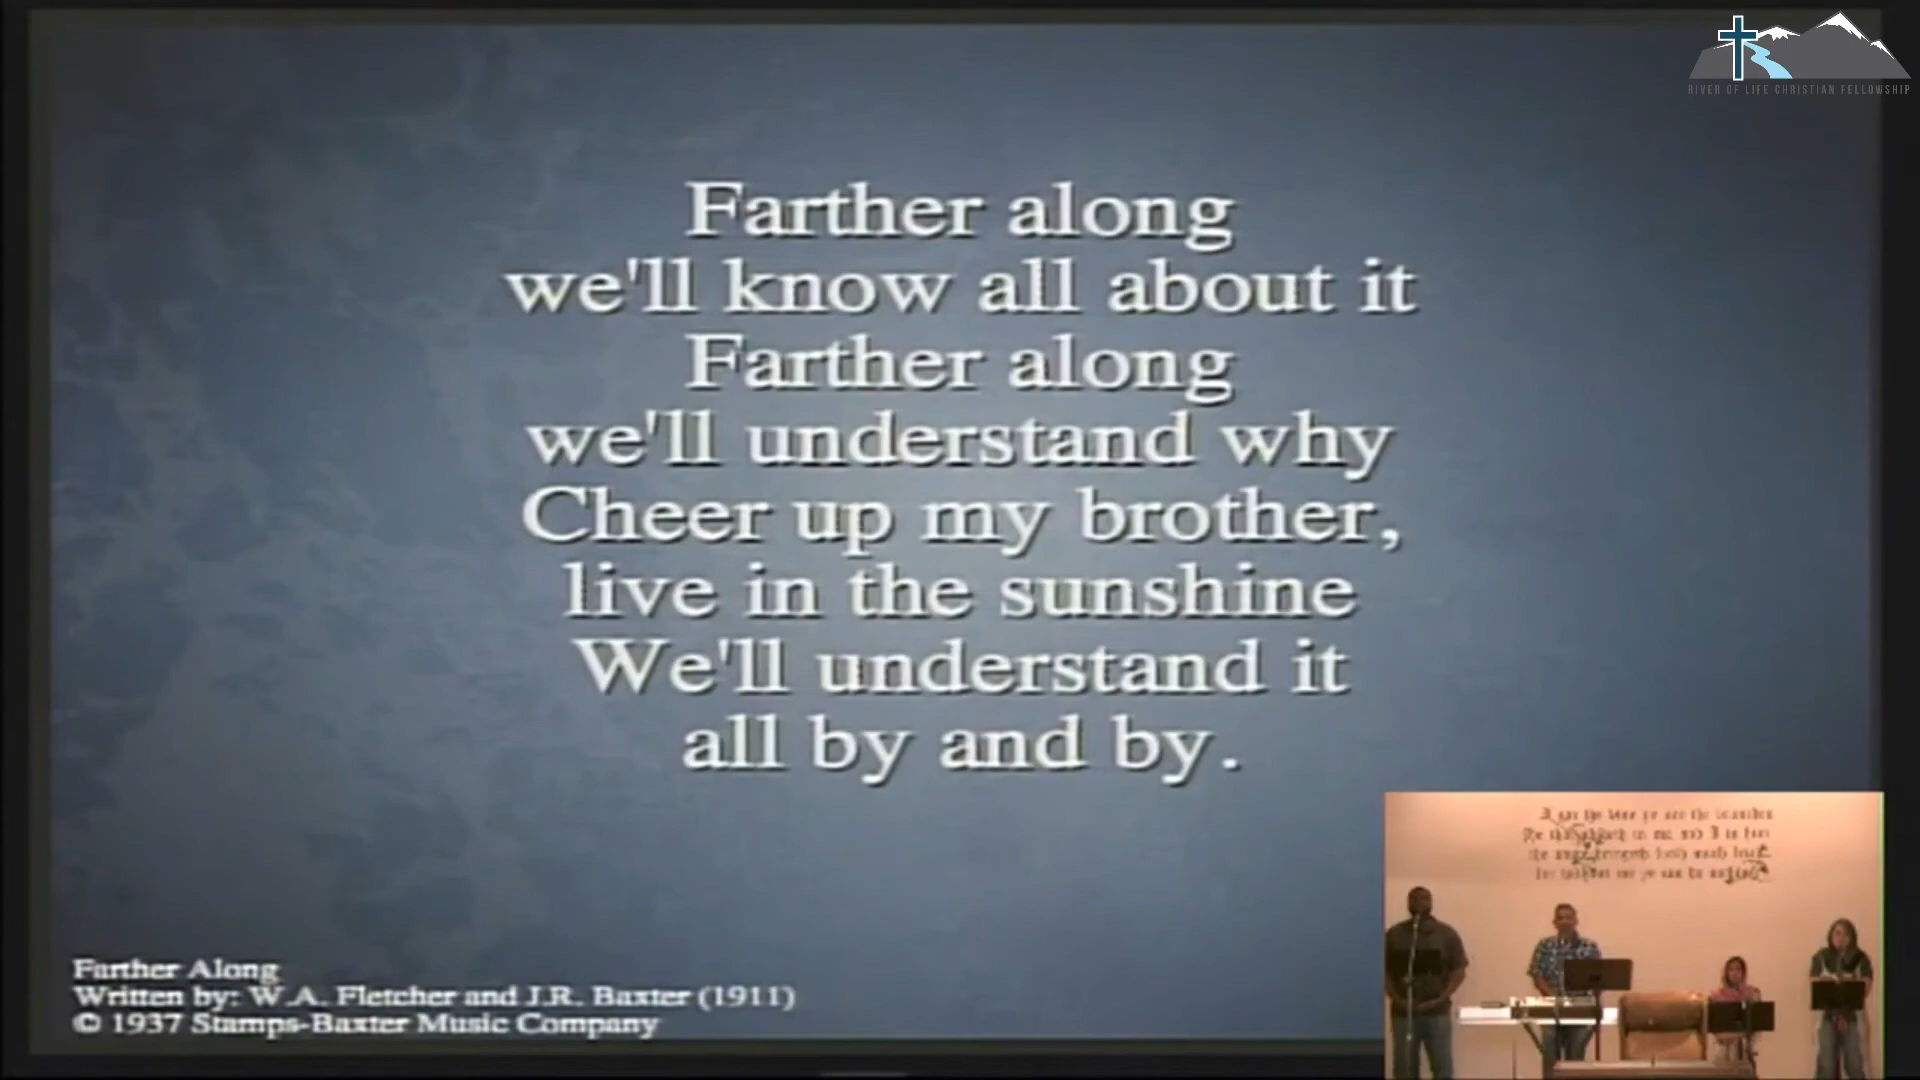 RIVER OF LIFE CHRISTIAN FELLOWSHIP
Farther along
we'll know all about it
Farther along
we'll understand why
Cheer up my brother,
live in the sunshine
We'll understand it
all by and by.
Farther Along
Written by: W.A. Fletcher and J.R. Baxter (1911)
© 1937 Stamps-Baxter Music Company